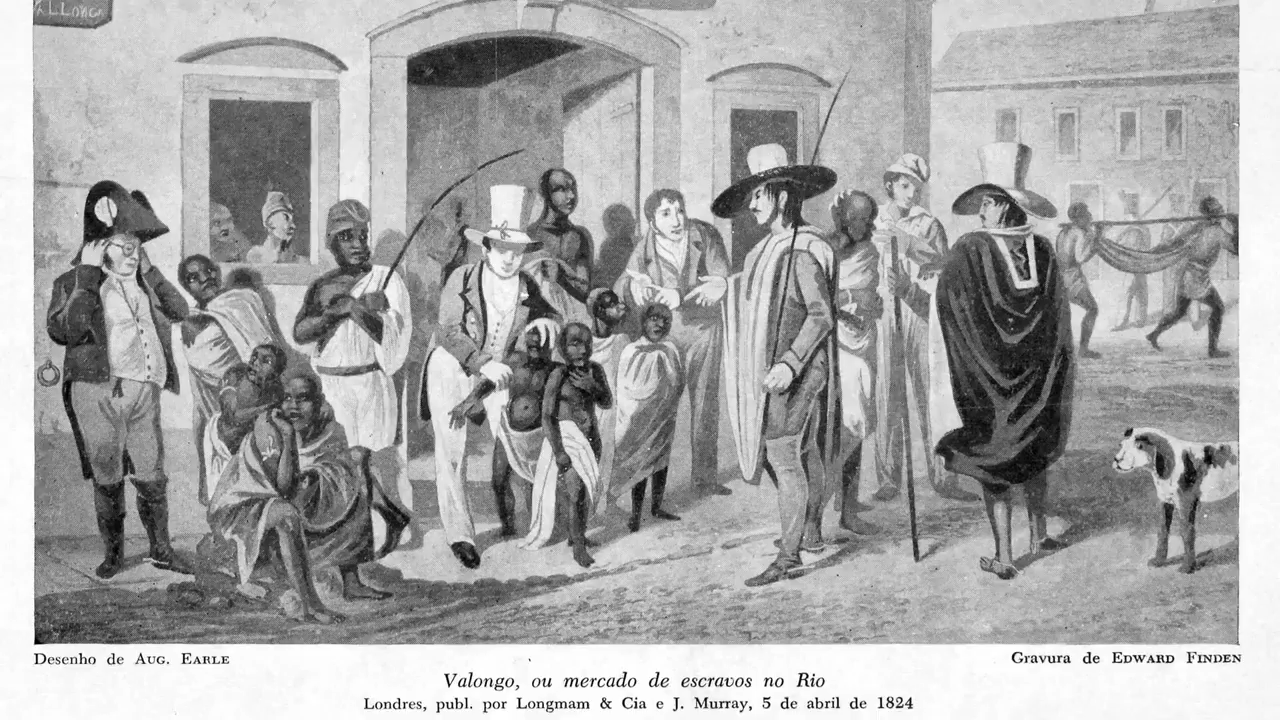 Desenho de AUG. EARLE
Gravura de EDWARD FINDEN
Valongo, ou mercado de escravos no Rio
Londres, publ. por Longmam & Cia e J. Murray, 5 de abril de 1824